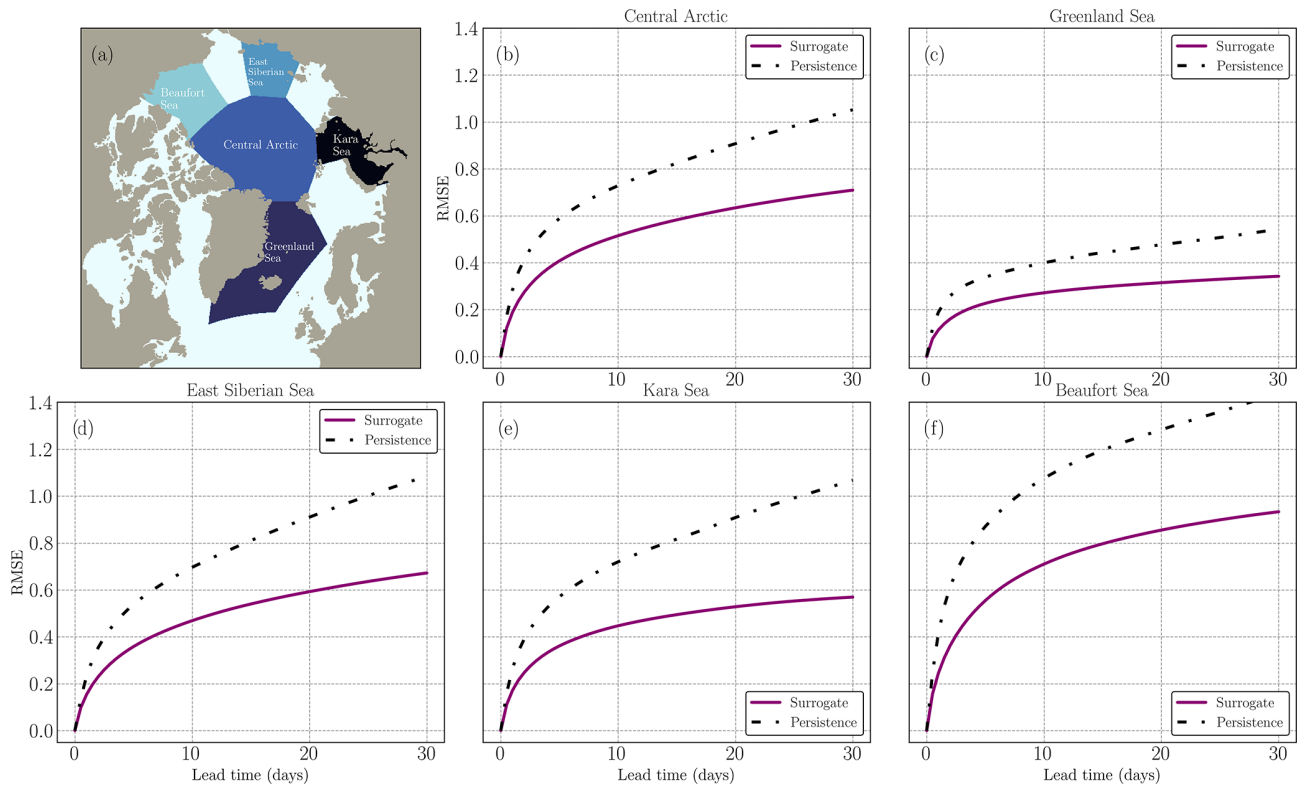 (a)
East
Siberian
Sea
Beaufort
Sea
Central Arctic
Kara
Sea
Greenland
Sea
Central Arctic
(b)
Surrogate
Persistence
RMSE
1.4
1.2
1.0
0.8
0.6
0.4
0.2
0.0
0 10 20 30
Greenland Sea
(c)
Surrogate
Persistence
0 10 20 30
East Siberian Sea
(d)
Surrogate
Persistence
RMSE
1.4
1.2
1.0
0.8
0.6
0.4
0.2
0.0
0 10 20 30
Lead time (days)
Kara Sea
(e)
Surrogate
Persistence
0 10 20 30
Lead time (days)
Beaufort Sea
(f)
Surrogate
Persistence
0 10 20 30
Lead time (days)